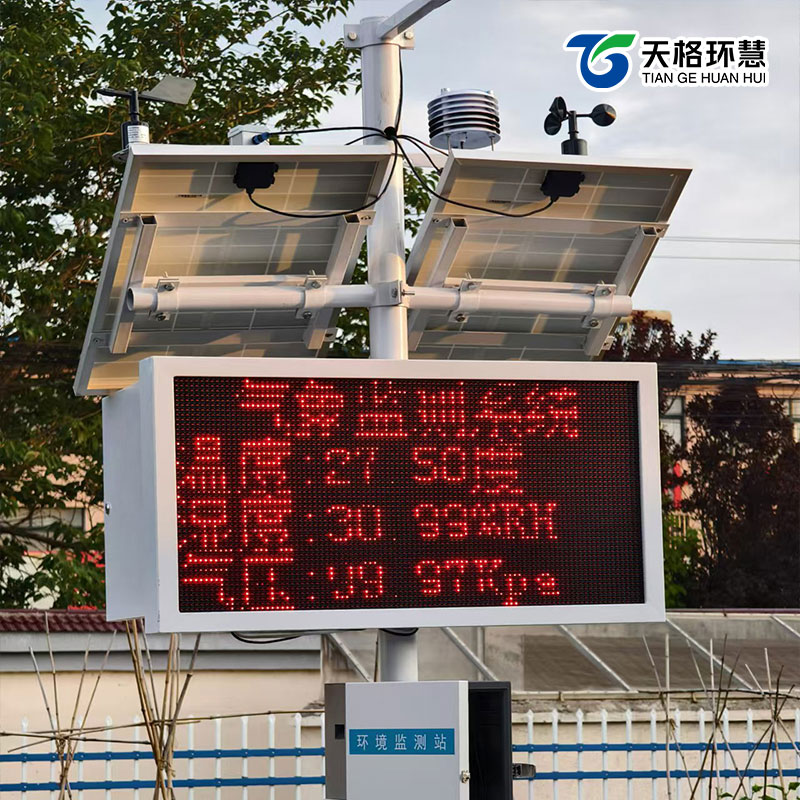 天格环慧
TIAN GE HUAN HUI
气象监测系统
温度:27.50度
湿度:30.99%RH
气压:99.97Kpa
环境监测站